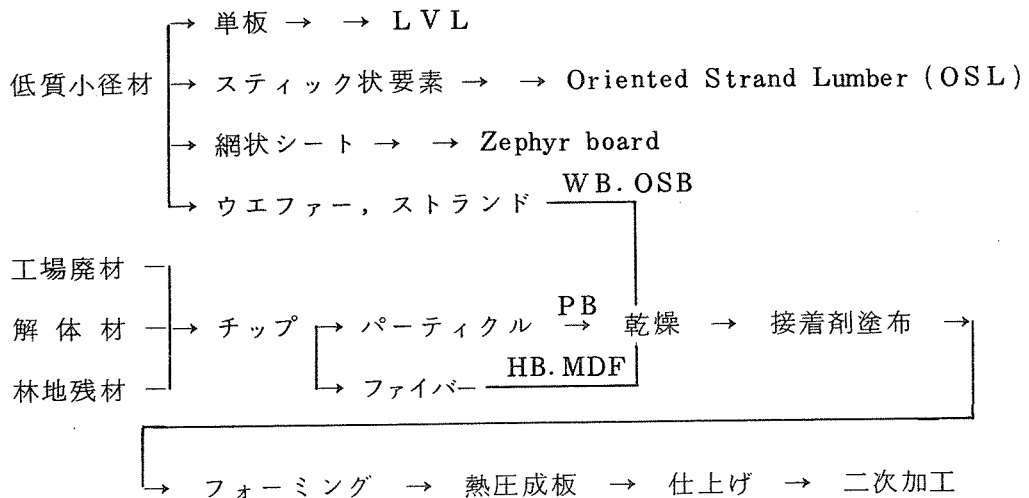 → 単板 → → LVL
低質小径材 → スティック状要素 → → Oriented Strand Lumber (OSL)
→ 網状シート → → Zephyr board
→ ウエファー，ストランド WB. OSB
工場廃材
解体材 → チップ → パーティクル PB → 乾燥 → 接着剤塗布 →
林地残材 → ファイバー HB. MDF
→ フォーミング → 熱圧成板 → 仕上げ → 二次加工